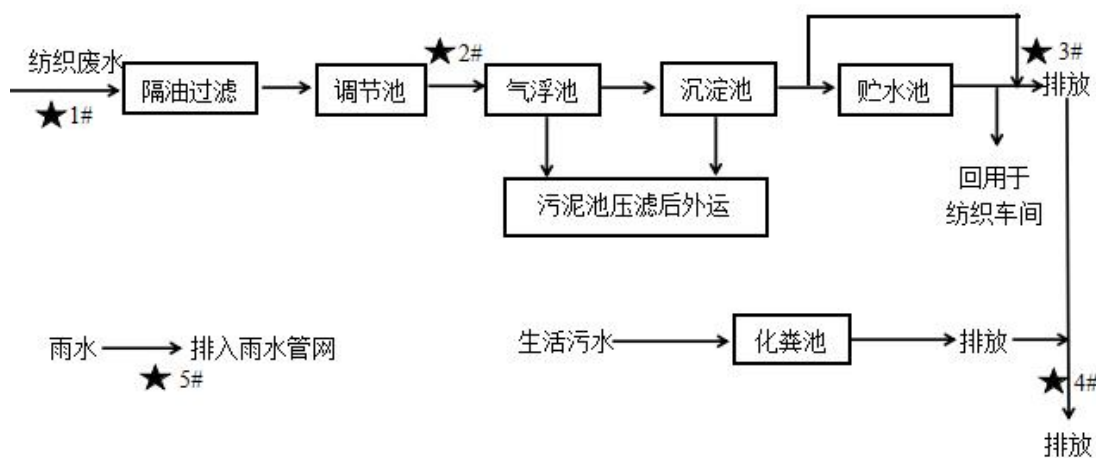 纺织废水
★1#
隔油过滤
调节池
★2#
气浮池
沉淀池
贮水池
★3#
排放
回用于
纺织车间
污泥池压滤后外运
雨水
排入雨水管网
★5#
生活污水
化粪池
排放
★4#
排放